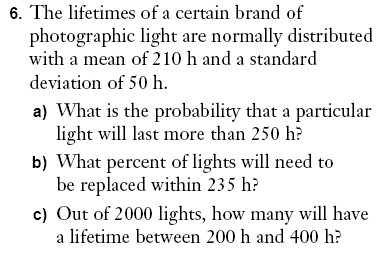 6. The lifetimes of a certain brand of
photographic light are normally distributed
with a mean of 210 h and a standard
deviation of 50 h.
a) What is the probability that a particular
light will last more than 250 h?
b) What percent of lights will need to
be replaced within 235 h?
c) Out of 2000 lights, how many will have
a lifetime between 200 h and 400 h?